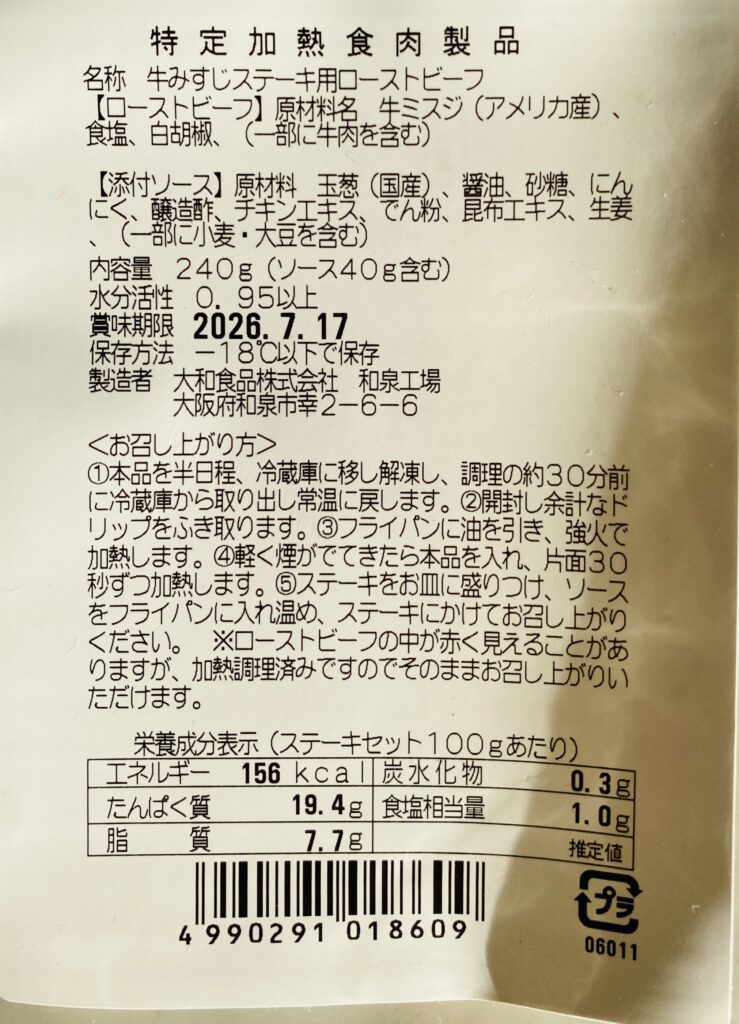 特定加熱食肉製品
名称　牛みすじステーキ用ローストビーフ
【ローストビーフ】原材料名　牛ミスジ（アメリカ産）、
食塩、白胡椒、（一部に牛肉を含む）
【添付ソース】原材料　玉葱（国産）、醬油、砂糖、にん
にく、醸造酢、チキンエキス、でん粉、昆布エキス、生姜
、（一部に小麦・大豆を含む）
内容量　２４０ｇ（ソース４０ｇ含む）
水分活性　０．９５以上
賞味期限　2026.7.17
保存方法　－１８℃以下で保存
製造者　大和食品株式会社　和泉工場
大阪府和泉市幸２－６－６
＜お召し上がり方＞
①本品を半日程、冷蔵庫に移し解凍し、調理の約３０分前
に冷蔵庫から取り出し常温に戻します。②開封し余計なド
リップをふき取ります。③フライパンに油を引き、強火で
加熱します。④軽く煙がでてきたら本品を入れ、片面３０
秒ずつ加熱します。⑤ステーキをお皿に盛りつけ、ソース
をフライパンに入れ温め、ステーキにかけてお召し上がり
ください。　※ローストビーフの中が赤く見えることがあ
りますが、加熱調理済みですのでそのままお召し上がりい
ただけます。
栄養成分表示（ステーキセット１００ｇあたり）
エネルギー　156 ｋｃａｌ　炭水化物　0.3ｇ
たんぱく質　19.4ｇ　食塩相当量　1.0ｇ
脂　質　7.7ｇ　推定値
4 990291 018609
プラ
06011